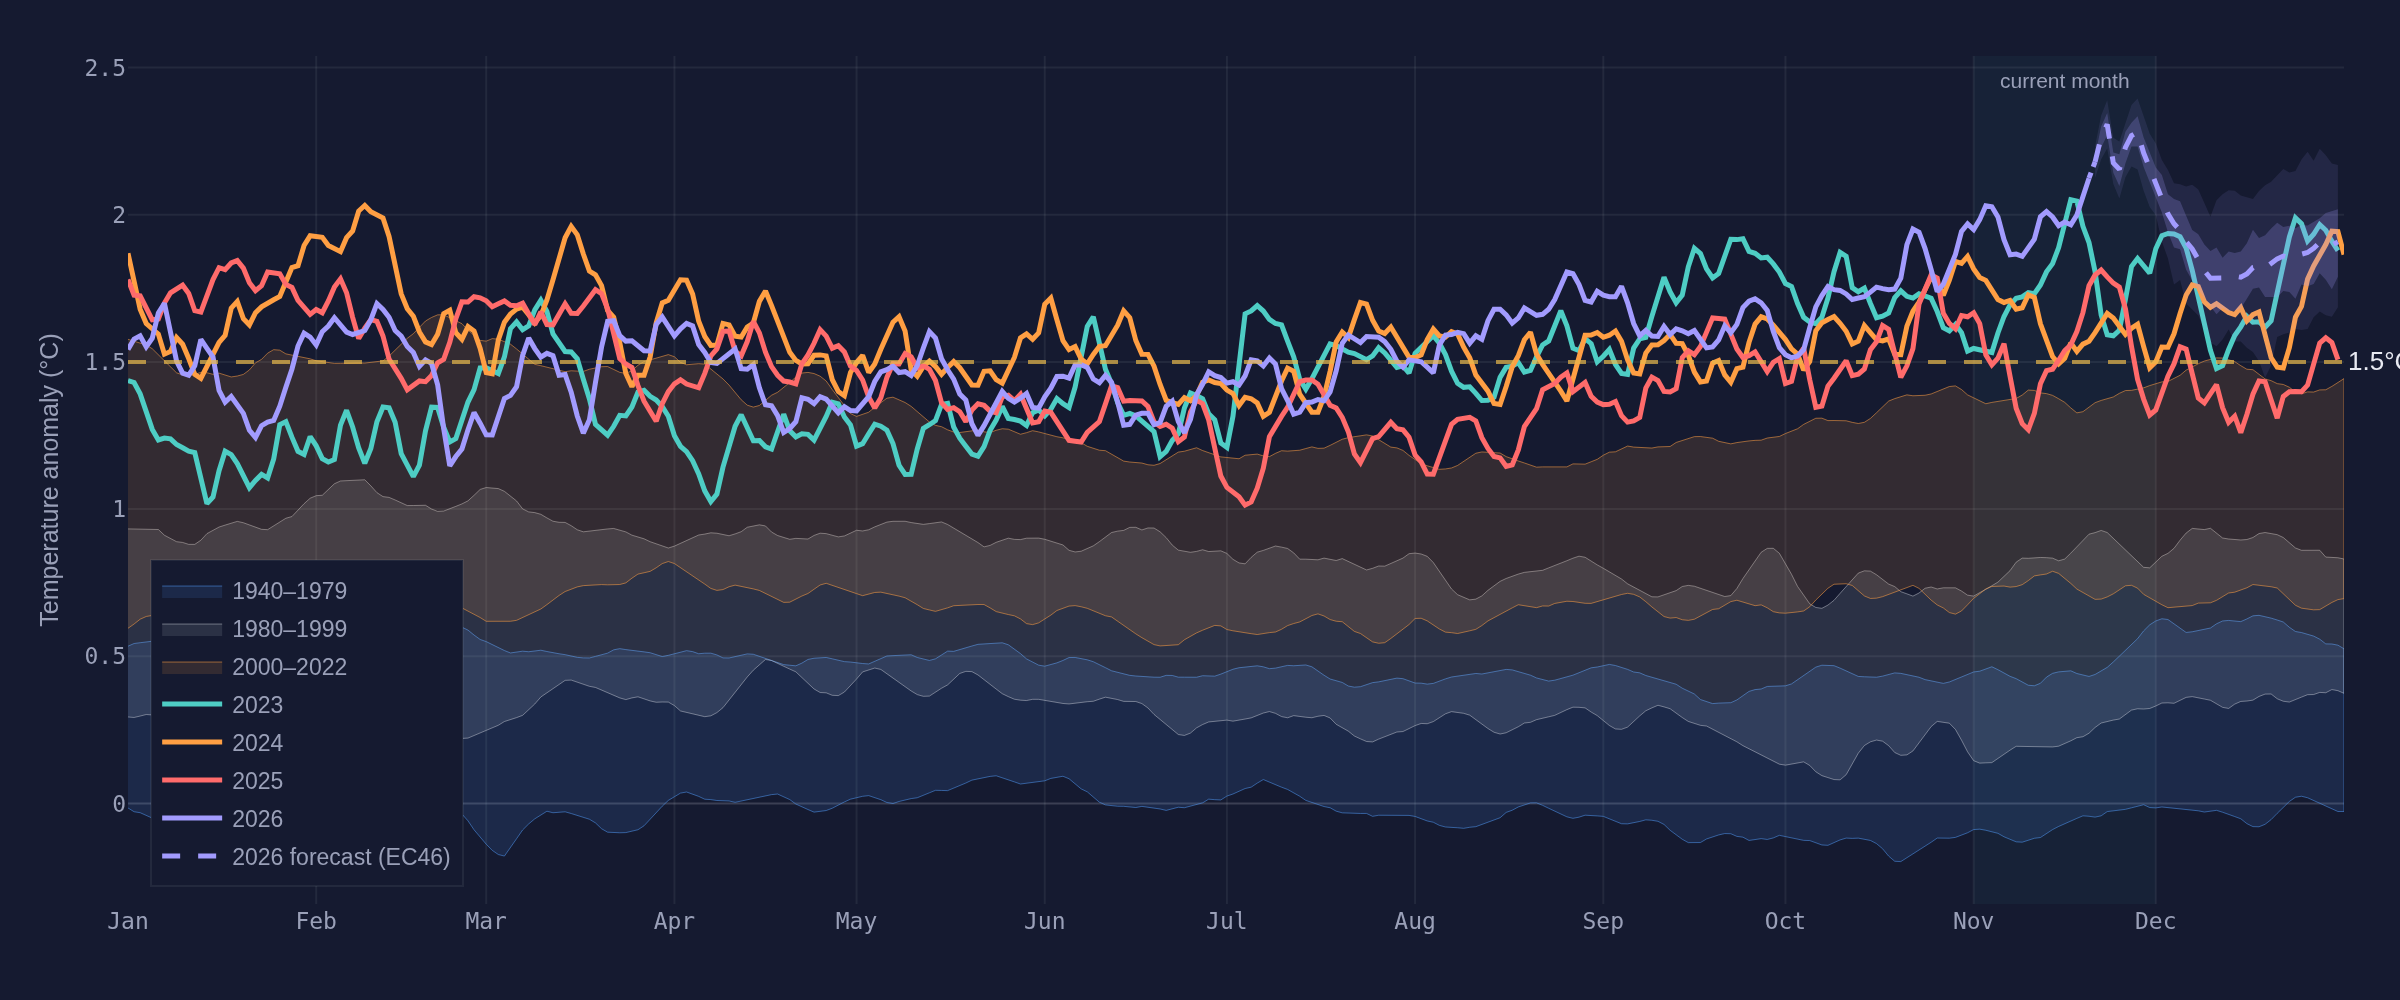 current month
2.5
2
1.5
1
0.5
0
Temperature anomaly (°C)
1.5°C
1940–1979
1980–1999
2000–2022
2023
2024
2025
2026
2026 forecast (EC46)
Jan Feb Mar Apr May Jun Jul Aug Sep Oct Nov Dec